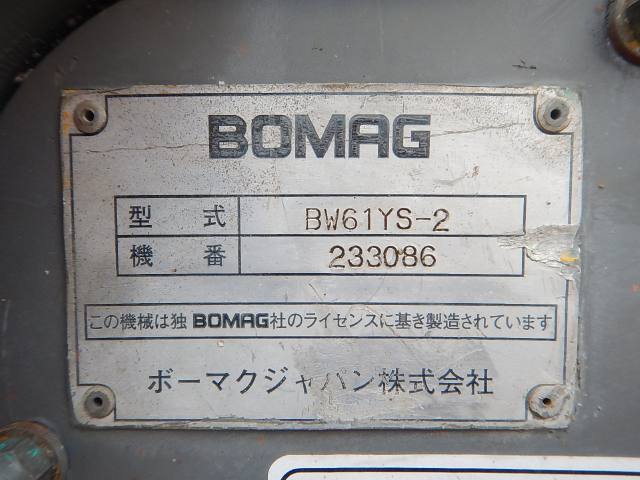 BOMAG
型式 BW61YS-2
機番 233086
この機械は独BOMAG社のライセンスに基き製造されています
ボーマクジャパン株式会社